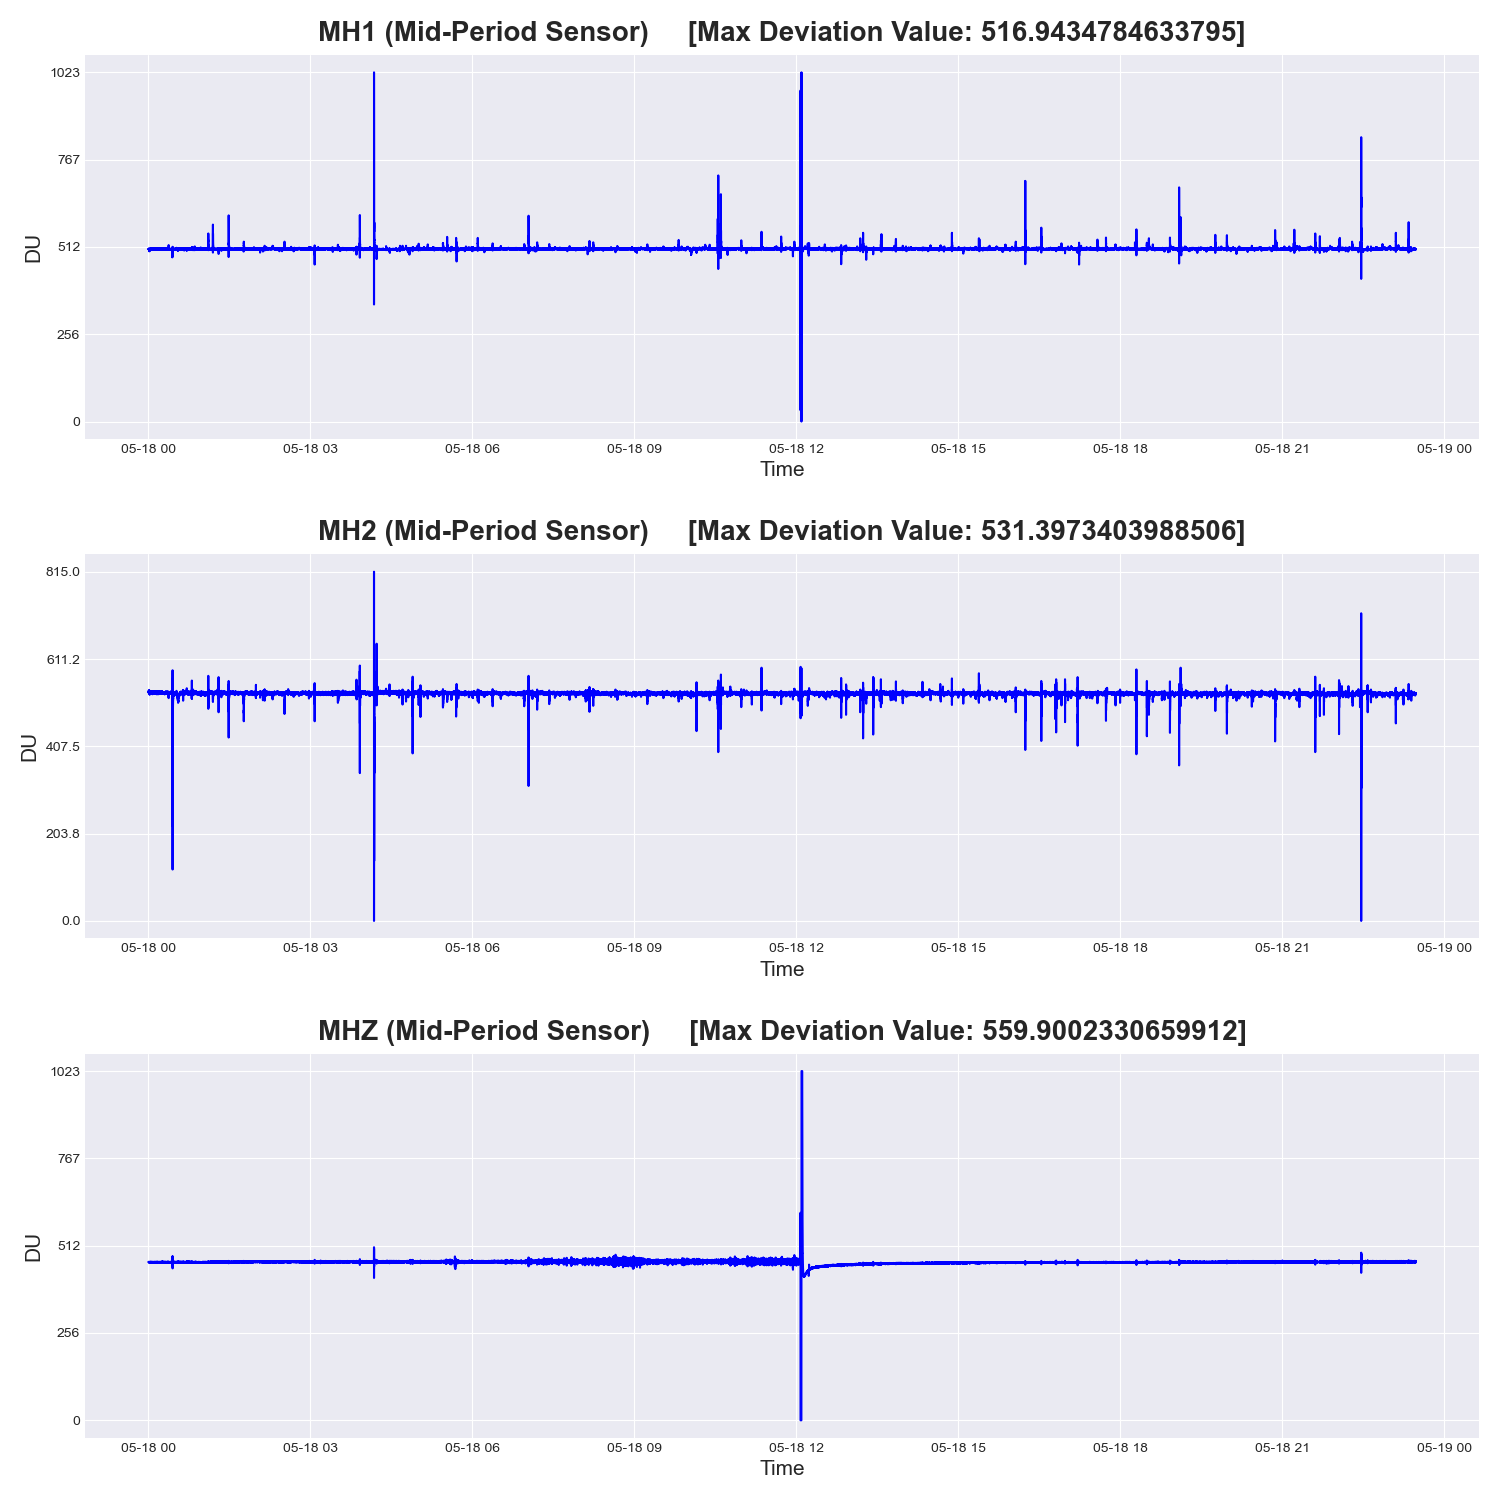 MH1 (Mid-Period Sensor) [Max Deviation Value: 516.9434784633795]
1023
767
512
256
0
DU
05-18 00 05-18 03 05-18 06 05-18 09 05-18 12 05-18 15 05-18 18 05-18 21 05-19 00
Time
MH2 (Mid-Period Sensor) [Max Deviation Value: 531.3973403988506]
815.0
611.2
407.5
203.8
0.0
DU
05-18 00 05-18 03 05-18 06 05-18 09 05-18 12 05-18 15 05-18 18 05-18 21 05-19 00
Time
MHZ (Mid-Period Sensor) [Max Deviation Value: 559.9002330659912]
1023
767
512
256
0
DU
05-18 00 05-18 03 05-18 06 05-18 09 05-18 12 05-18 15 05-18 18 05-18 21 05-19 00
Time